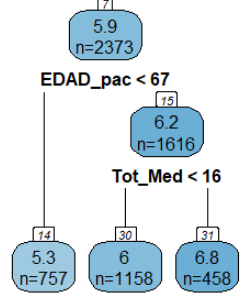 7
5.9
n=2373
EDAD_pac < 67
15
6.2
n=1616
Tot_Med < 16
14
30
31
5.3
n=757
6
n=1158
6.8
n=458